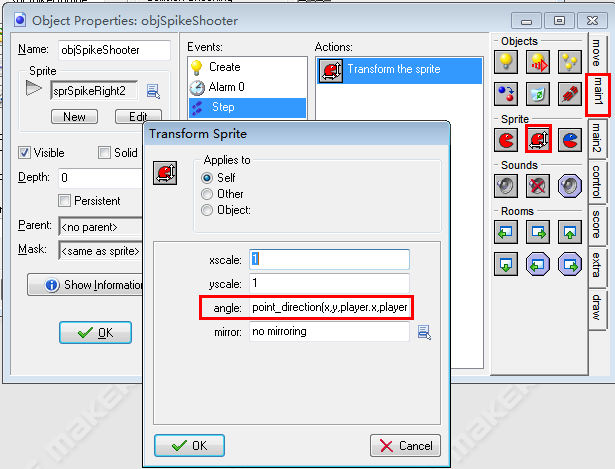 Object Properties: objSpikeShooter
Name: objSpikeShooter
Sprite
sprSpikeRight2
New
Edit
Visible
Solid
Depth: 0
Persistent
Parent: <no parent>
Mask: <same as sprite>
Show Information
OK
Events:
Create
Alarm 0
Step
Actions:
Transform the sprite
Objects
Sprite
Sounds
Rooms
move
main1
main2
control
score
extra
draw
Transform Sprite
Applies to
Self
Other
Object:
xscale: 1
yscale: 1
angle: point_direction(x,y,player.x,player
mirror: no mirroring
OK
Cancel